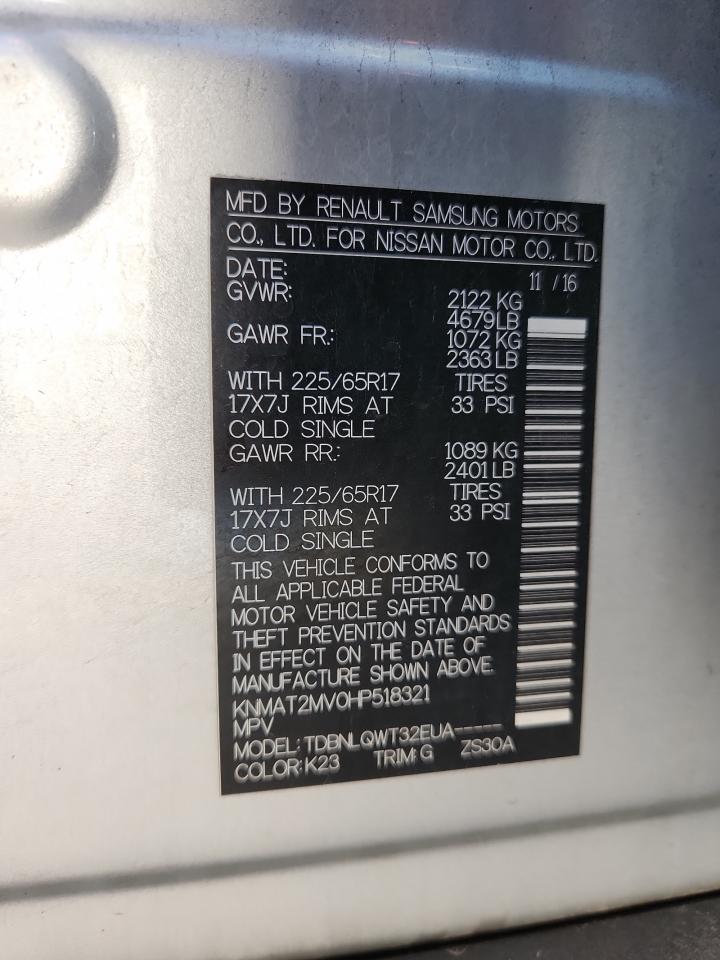 MFD BY RENAULT SAMSUNG MOTORS
CO., LTD. FOR NISSAN MOTOR CO., LTD.
DATE: 11 / 16
GVWR: 2122 KG
4679LB
GAWR FR.: 1072 KG
2363 LB
WITH 225/65R17 TIRES
17X7J RIMS AT 33 PSI
COLD SINGLE
GAWR RR.: 1089 KG
2401 LB
WITH 225/65R17 TIRES
17X7J RIMS AT 33 PSI
COLD SINGLE
THIS VEHICLE CONFORMS TO
ALL APPLICABLE FEDERAL
MOTOR VEHICLE SAFETY AND
THEFT PREVENTION STANDARDS
IN EFFECT ON THE DATE OF
MANUFACTURE SHOWN ABOVE.
KNMAT2MV0HP518321
MPV
MODEL: TDBNLQWT32EUA-----
COLOR: K23 TRIM: G ZS30A